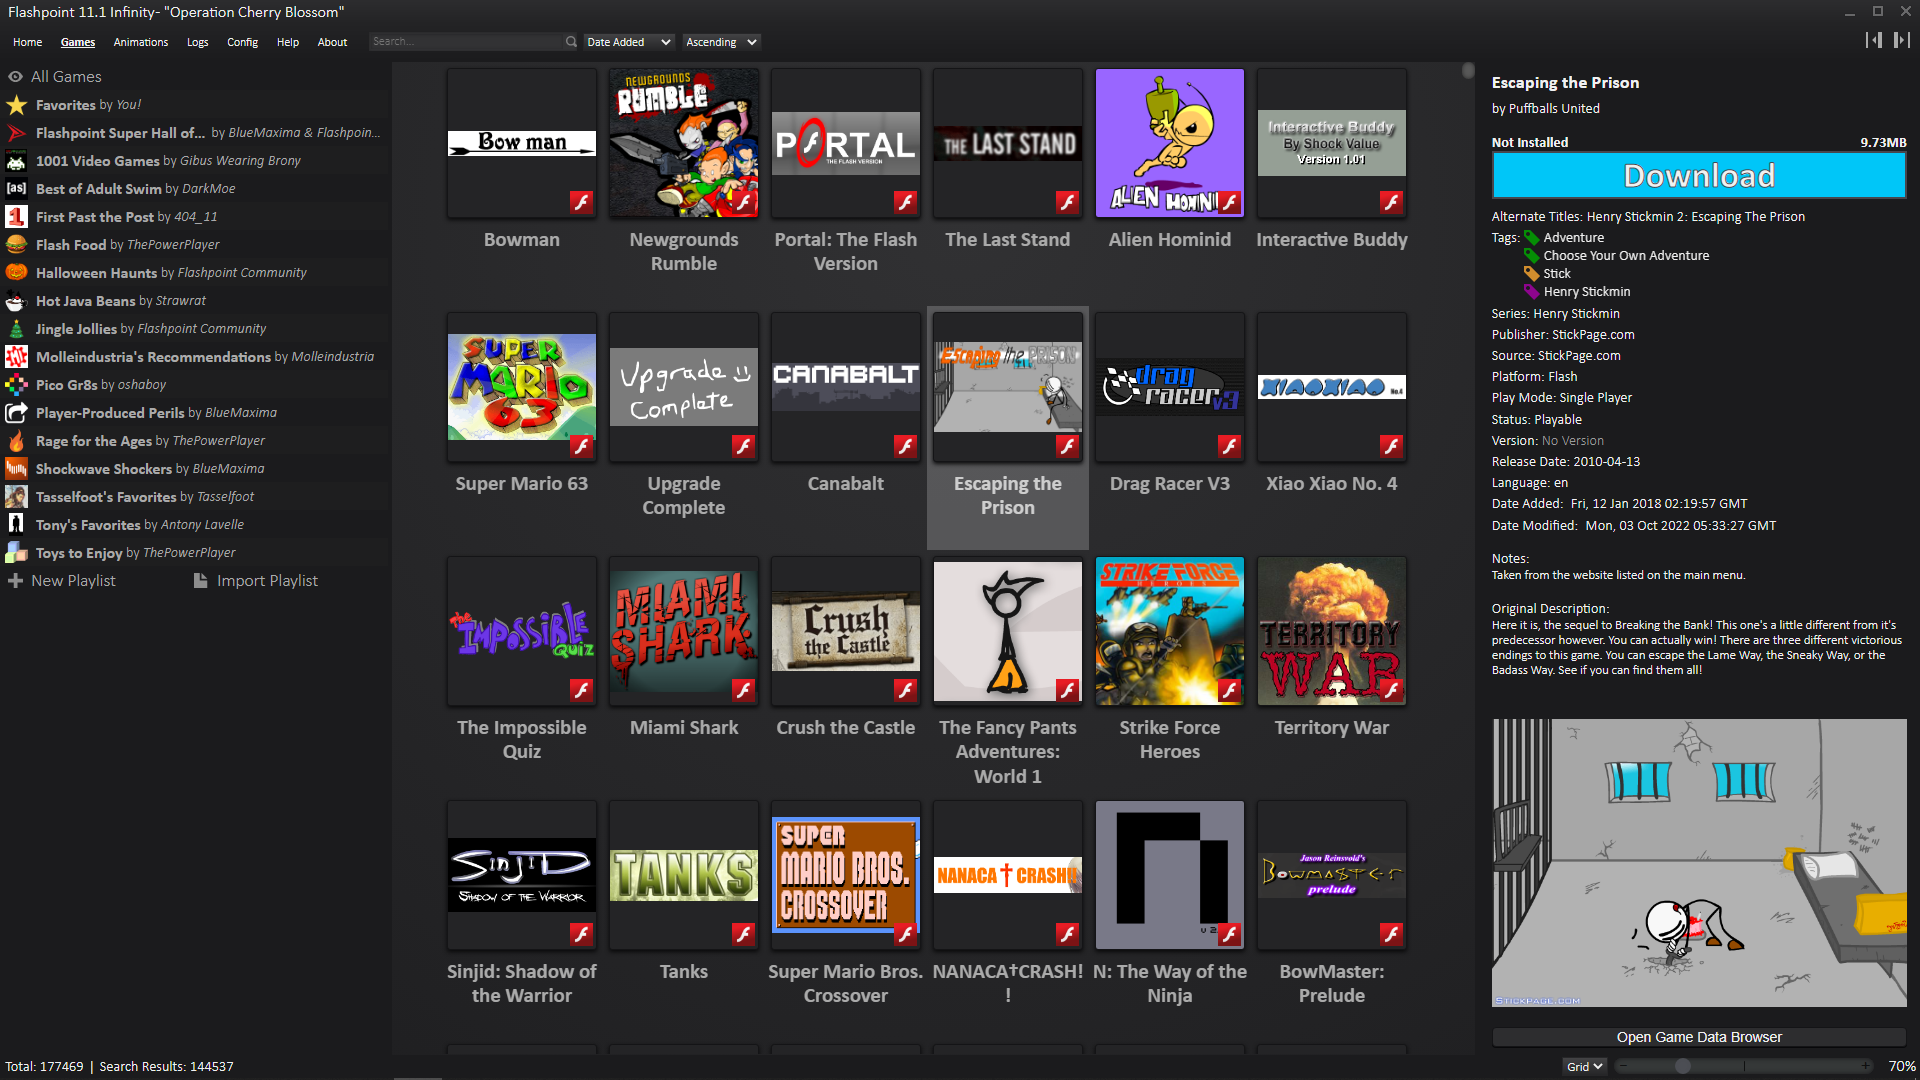 Flashpoint 11.1 Infinity- "Operation Cherry Blossom"
Home Games Animations Logs Config Help About Search... Date Added Ascending
All Games
Favorites by You!
Flashpoint Super Hall of... by BlueMaxima & Flashpoin...
1001 Video Games by Gibus Wearing Brony
[as] Best of Adult Swim by DarkMoe
1 First Past the Post by 404_11
Flash Food by ThePowerPlayer
Halloween Haunts by Flashpoint Community
Hot Java Beans by Strawrat
Jingle Jollies by Flashpoint Community
Molleindustria's Recommendations by Molleindustria
Pico Gr8s by oshaboy
Player-Produced Perils by BlueMaxima
Rage for the Ages by ThePowerPlayer
Shockwave Shockers by BlueMaxima
Tasselfoot's Favorites by Tasselfoot
Tony's Favorites by Antony Lavelle
Toys to Enjoy by ThePowerPlayer
New Playlist Import Playlist
Bow man
NEWGROUNDS
RUMBLE
PORTAL
THE FLASH VERSION
THE LAST STAND
ALIEN HOMINI
Interactive Buddy
By Shock Value
Version 1.01
Bowman
Newgrounds
Rumble
Portal: The Flash
Version
The Last Stand
Alien Hominid
Interactive Buddy
SUPER
MARIO
63
Upgrade
Complete
CANABALT
Escaping the PRISON
drag
racer v3
XIAOXIAO No.4
Super Mario 63
Upgrade
Complete
Canabalt
Escaping the
Prison
Drag Racer V3
Xiao Xiao No. 4
The
IMPOSSIBLE
QUIZ
MIAMI
SHARK
Crush
the Castle
STRIKE FORCE
HEROES
TERRITORY
WAR
The Impossible
Quiz
Miami Shark
Crush the Castle
The Fancy Pants
Adventures:
World 1
Strike Force
Heroes
Territory War
SINJID
SHADOW OF THE WARRIOR
TANKS
SUPER
MARIO BROS.
CROSSOVER
NANACA†CRASH!
n
v 2
Jason Reinsvold's
BOWMASTER
prelude
Sinjid: Shadow of
the Warrior
Tanks
Super Mario Bros.
Crossover
NANACA†CRASH!
!
N: The Way of the
Ninja
BowMaster:
Prelude
Escaping the Prison
by Puffballs United
Not Installed 9.73MB
Download
Alternate Titles: Henry Stickmin 2: Escaping The Prison
Tags: Adventure
Choose Your Own Adventure
Stick
Henry Stickmin
Series: Henry Stickmin
Publisher: StickPage.com
Source: StickPage.com
Platform: Flash
Play Mode: Single Player
Status: Playable
Version: No Version
Release Date: 2010-04-13
Language: en
Date Added: Fri, 12 Jan 2018 02:19:57 GMT
Date Modified: Mon, 03 Oct 2022 05:33:27 GMT
Notes:
Taken from the website listed on the main menu.
Original Description:
Here it is, the sequel to Breaking the Bank! This one's a little different from it's
predecessor however. You can actually win! There are three different victorious
endings to this game. You can escape the Lame Way, the Sneaky Way, or the
Badass Way. See if you can find them all!
STICKPAGE.COM
Open Game Data Browser
Total: 177469 | Search Results: 144537
Grid 70%